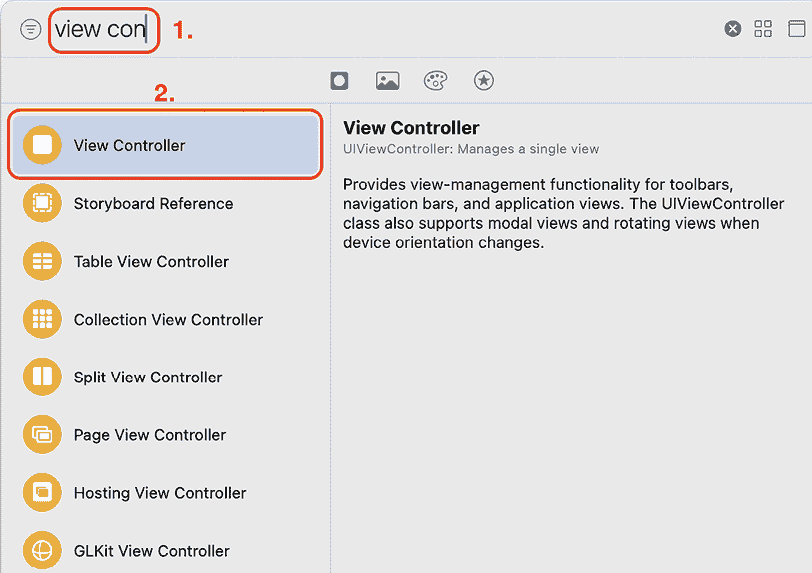 view con
1.
2.
View Controller
Storyboard Reference
Table View Controller
Collection View Controller
Split View Controller
Page View Controller
Hosting View Controller
GLKit View Controller
View Controller
UIViewController: Manages a single view
Provides view-management functionality for toolbars,
navigation bars, and application views. The UIViewController
class also supports modal views and rotating views when
device orientation changes.